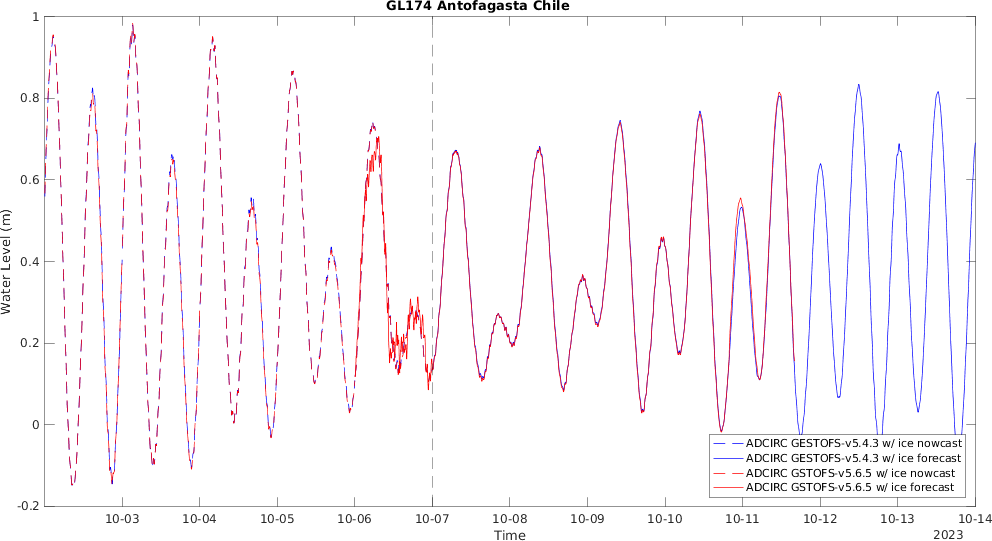 GL174 Antofagasta Chile
1
0.8
0.6
0.4
0.2
0
-0.2
Water Level (m)
ADCIRC GESTOFS-v5.4.3 w/ ice nowcast
ADCIRC GESTOFS-v5.4.3 w/ ice forecast
ADCIRC GSTOFS-v5.6.5 w/ ice nowcast
ADCIRC GSTOFS-v5.6.5 w/ ice forecast
10-03 10-04 10-05 10-06 10-07 10-08 10-09 10-10 10-11 10-12 10-13 10-14
Time
2023